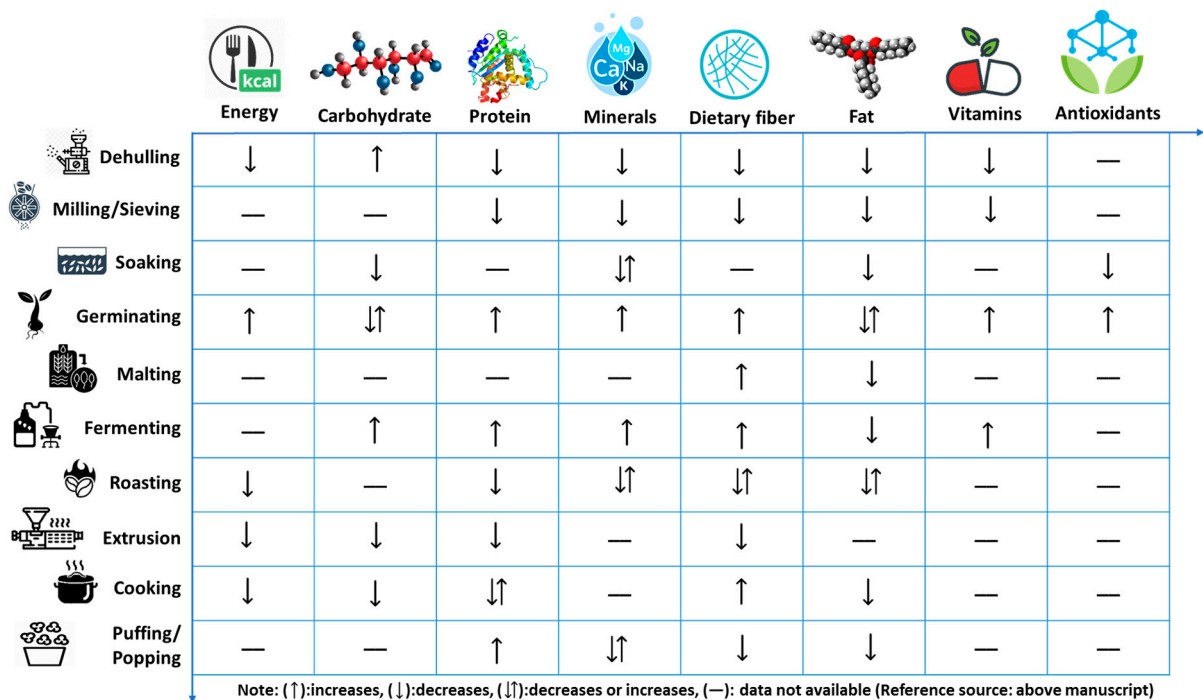 kcal
Mg
Ca Na
K
Energy Carbohydrate Protein Minerals Dietary fiber Fat Vitamins Antioxidants
Dehulling ↓ ↑ ↓ ↓ ↓ ↓ ↓ —
Milling/Sieving — — ↓ ↓ ↓ ↓ ↓ —
Soaking — ↓ — ↓↑ — ↓ — ↓
Germinating ↑ ↓↑ ↑ ↑ ↑ ↓↑ ↑ ↑
Malting — — — — ↑ ↓ — —
Fermenting — ↑ ↑ ↑ ↑ ↓ ↑ —
Roasting ↓ — ↓ ↓↑ ↓↑ ↓↑ — —
Extrusion ↓ ↓ ↓ — ↓ — — —
Cooking ↓ ↓ ↓↑ — ↑ ↓ — —
Puffing/
Popping — — ↑ ↓↑ ↓ ↓ — —
Note: (↑):increases, (↓):decreases, (↓↑):decreases or increases, (—): data not available (Reference source: above manuscript)